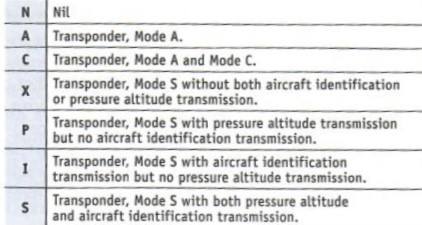 N Nil
A Transponder, Mode A.
C Transponder, Mode A and Mode C.
X Transponder, Mode S without both aircraft identification
or pressure altitude transmission.
P Transponder, Mode S with pressure altitude transmission
but no aircraft identification transmission.
I Transponder, Mode S with aircraft identification
transmission but no pressure altitude transmission.
S Transponder, Mode S with both pressure altitude
and aircraft identification transmission.